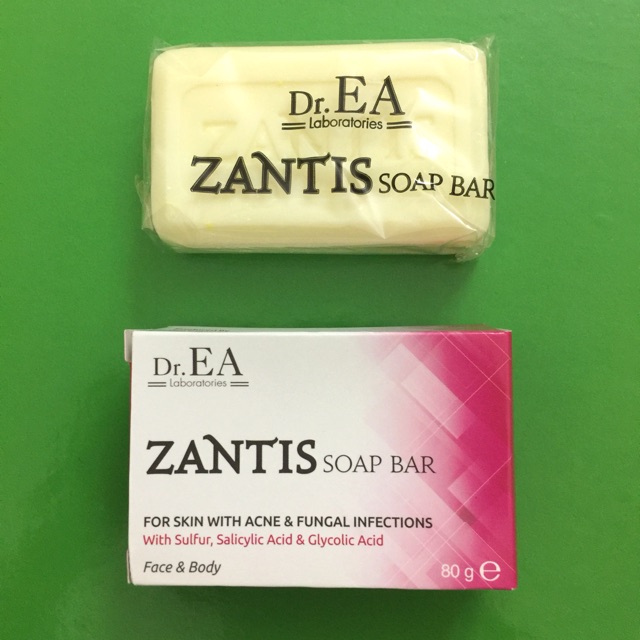 Dr.EA
Laboratories
ZANTIS SOAP BAR
Dr.EA
Laboratories
ZANTIS SOAP BAR
FOR SKIN WITH ACNE & FUNGAL INFECTIONS
With Sulfur, Salicylic Acid & Glycolic Acid
Face & Body
80 g ℮